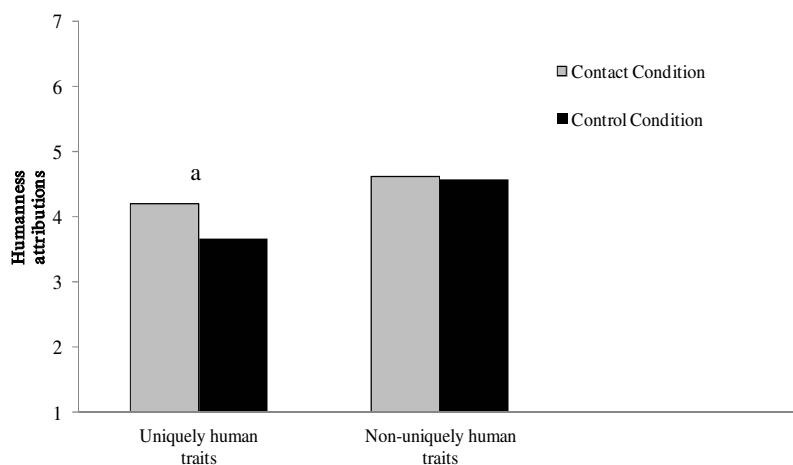 7
6
5
4
3
2
1
Humanness
attributions
a
Contact Condition
Control Condition
Uniquely human
traits
Non-uniquely human
traits